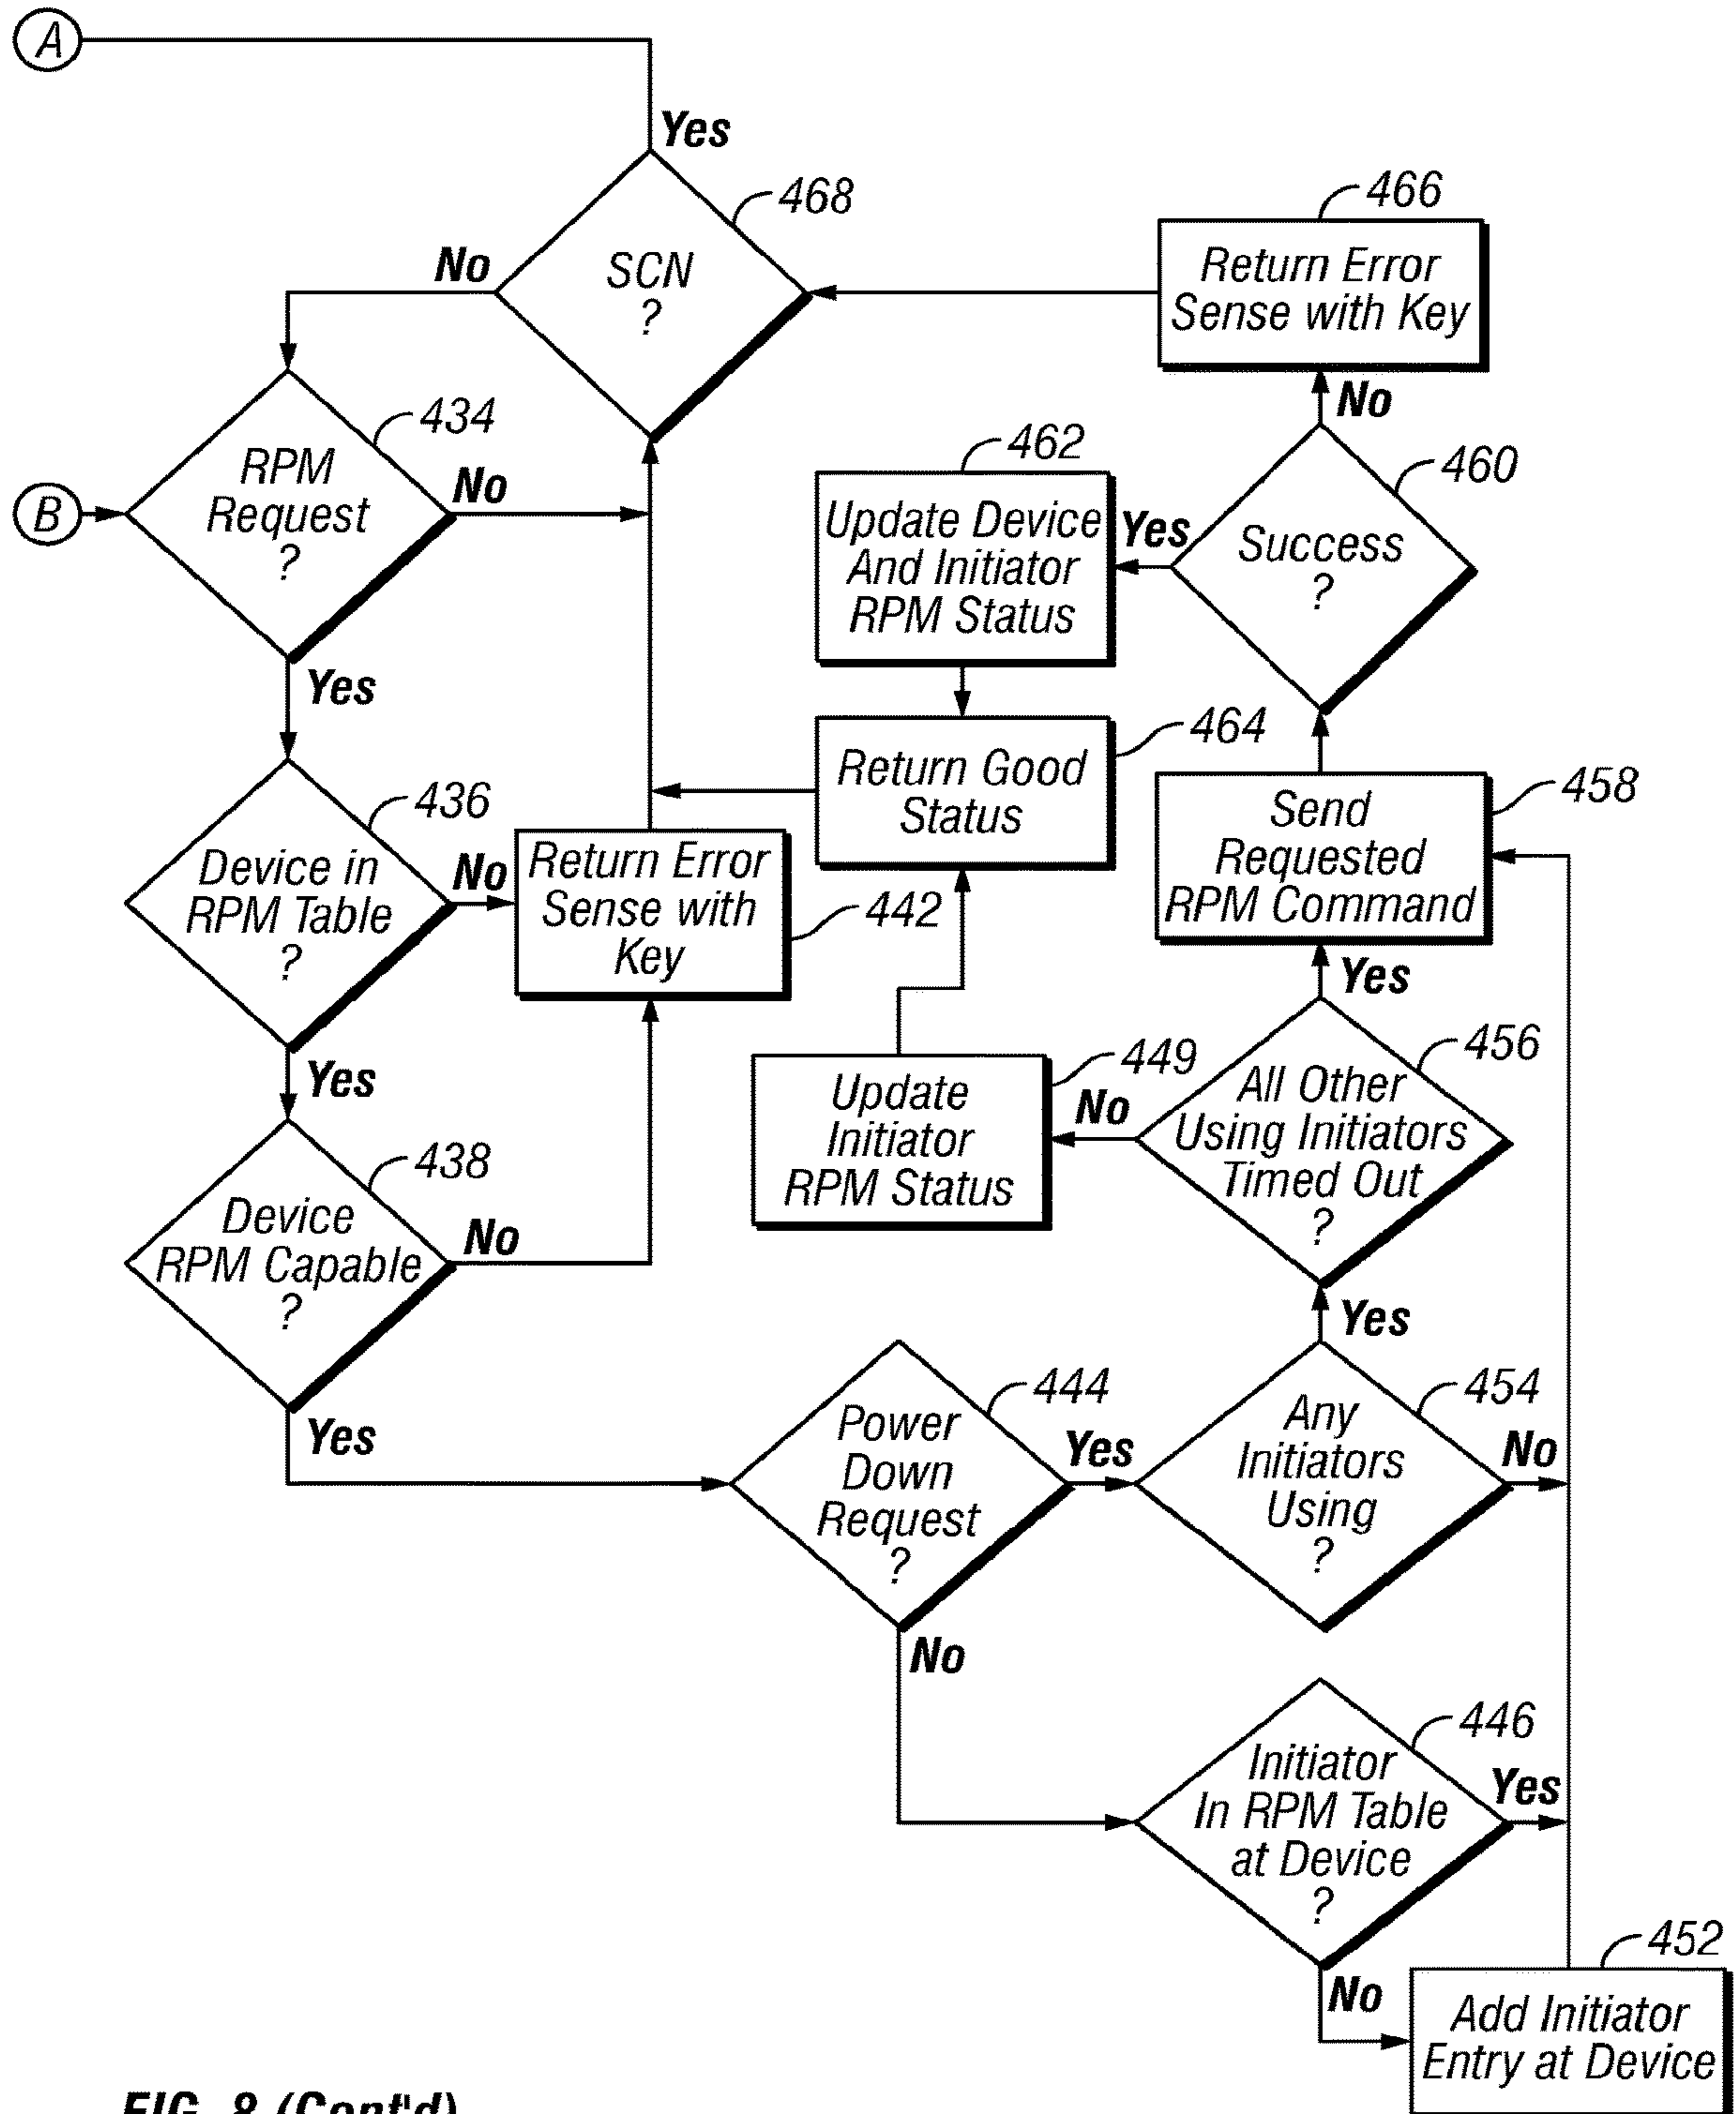 A
Yes
468
SCN
?
No
466
Return Error
Sense with Key
No
434
RPM
Request
?
No
B
Yes
462
Update Device
And Initiator
RPM Status
Yes
460
Success
?
464
Return Good
Status
436
Device in
RPM Table
?
No
Yes
Return Error
Sense with
Key
442
458
Send
Requested
RPM Command
Yes
456
All Other
Using Initiators
Timed Out
?
No
449
Update
Initiator
RPM Status
438
Device
RPM Capable
?
No
Yes
444
Power
Down
Request
?
Yes
No
Yes
454
Any
Initiators
Using
?
No
446
Initiator
In RPM Table
at Device
?
Yes
No
452
Add Initiator
Entry at Device
FIG. 8 (Cont'd)